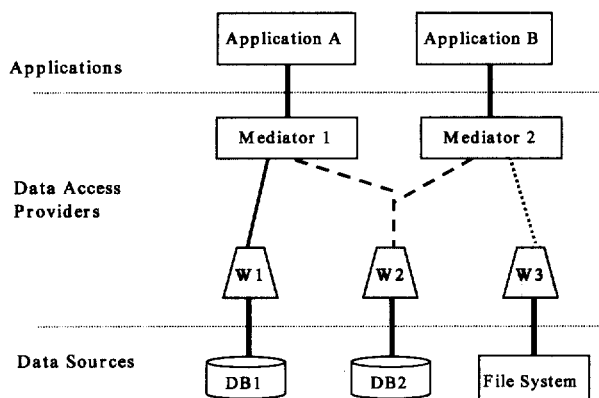 Application A
Application B
Applications
Mediator 1
Mediator 2
Data Access
Providers
W1
W2
W3
Data Sources
DB1
DB2
File System